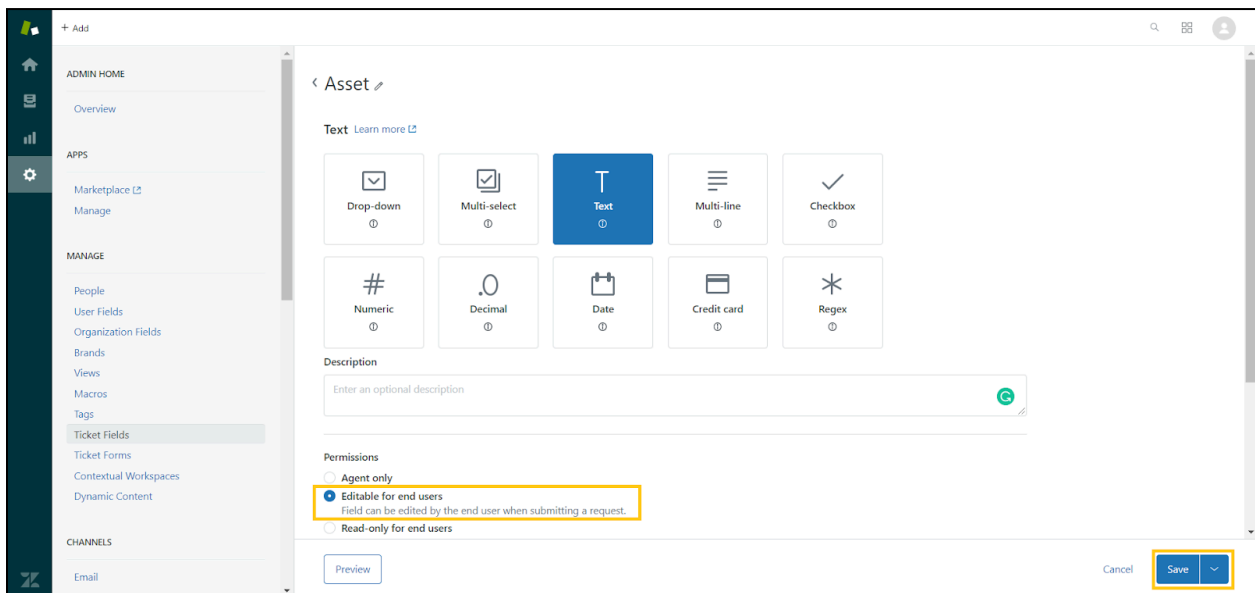 + Add
ADMIN HOME
Overview
APPS
Marketplace
Manage
MANAGE
People
User Fields
Organization Fields
Brands
Views
Macros
Tags
Ticket Fields
Ticket Forms
Contextual Workspaces
Dynamic Content
CHANNELS
Email
Asset
Text Learn more
Drop-down Multi-select Text Multi-line Checkbox
Numeric Decimal Date Credit card Regex
Description
Enter an optional description
Permissions
Agent only
Editable for end users
Field can be edited by the end user when submitting a request.
Read-only for end users
Preview Cancel Save